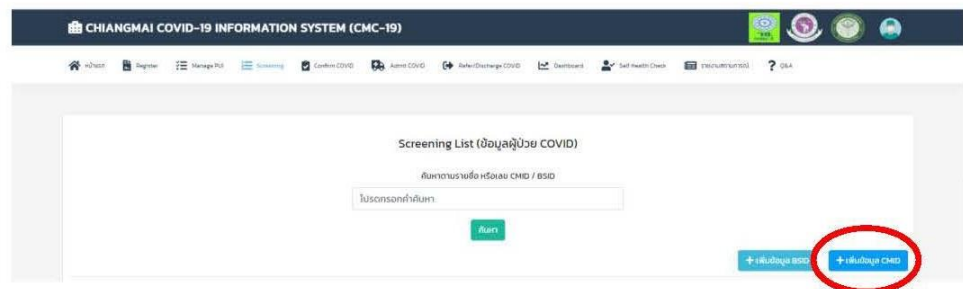 CHIANGMAI COVID-19 INFORMATION SYSTEM (CMC-19)
หน้าแรก Register Manage PUI Screening Confirm COVID Admit COVID Refer/Discharge COVID Dashboard Self Health Check รายงานสถานการณ์ Q&A
Screening List (ข้อมูลผู้ป่วย COVID)
ค้นหาตามรายชื่อ หรือเลข CMID / BSID
โปรดกรอกคำค้นหา
ค้นหา
+ เพิ่มข้อมูล BSID + เพิ่มข้อมูล CMID